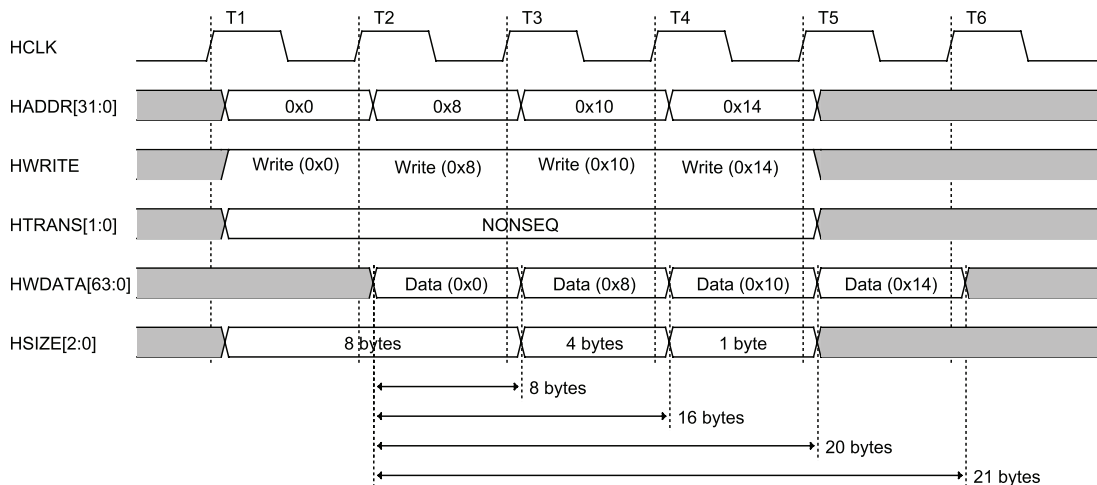 T1 T2 T3 T4 T5 T6
HCLK
HADDR[31:0] 0x0 0x8 0x10 0x14
HWRITE Write (0x0) Write (0x8) Write (0x10) Write (0x14)
HTRANS[1:0] NONSEQ
HWDATA[63:0] Data (0x0) Data (0x8) Data (0x10) Data (0x14)
HSIZE[2:0] 8 bytes 4 bytes 1 byte
8 bytes
16 bytes
20 bytes
21 bytes